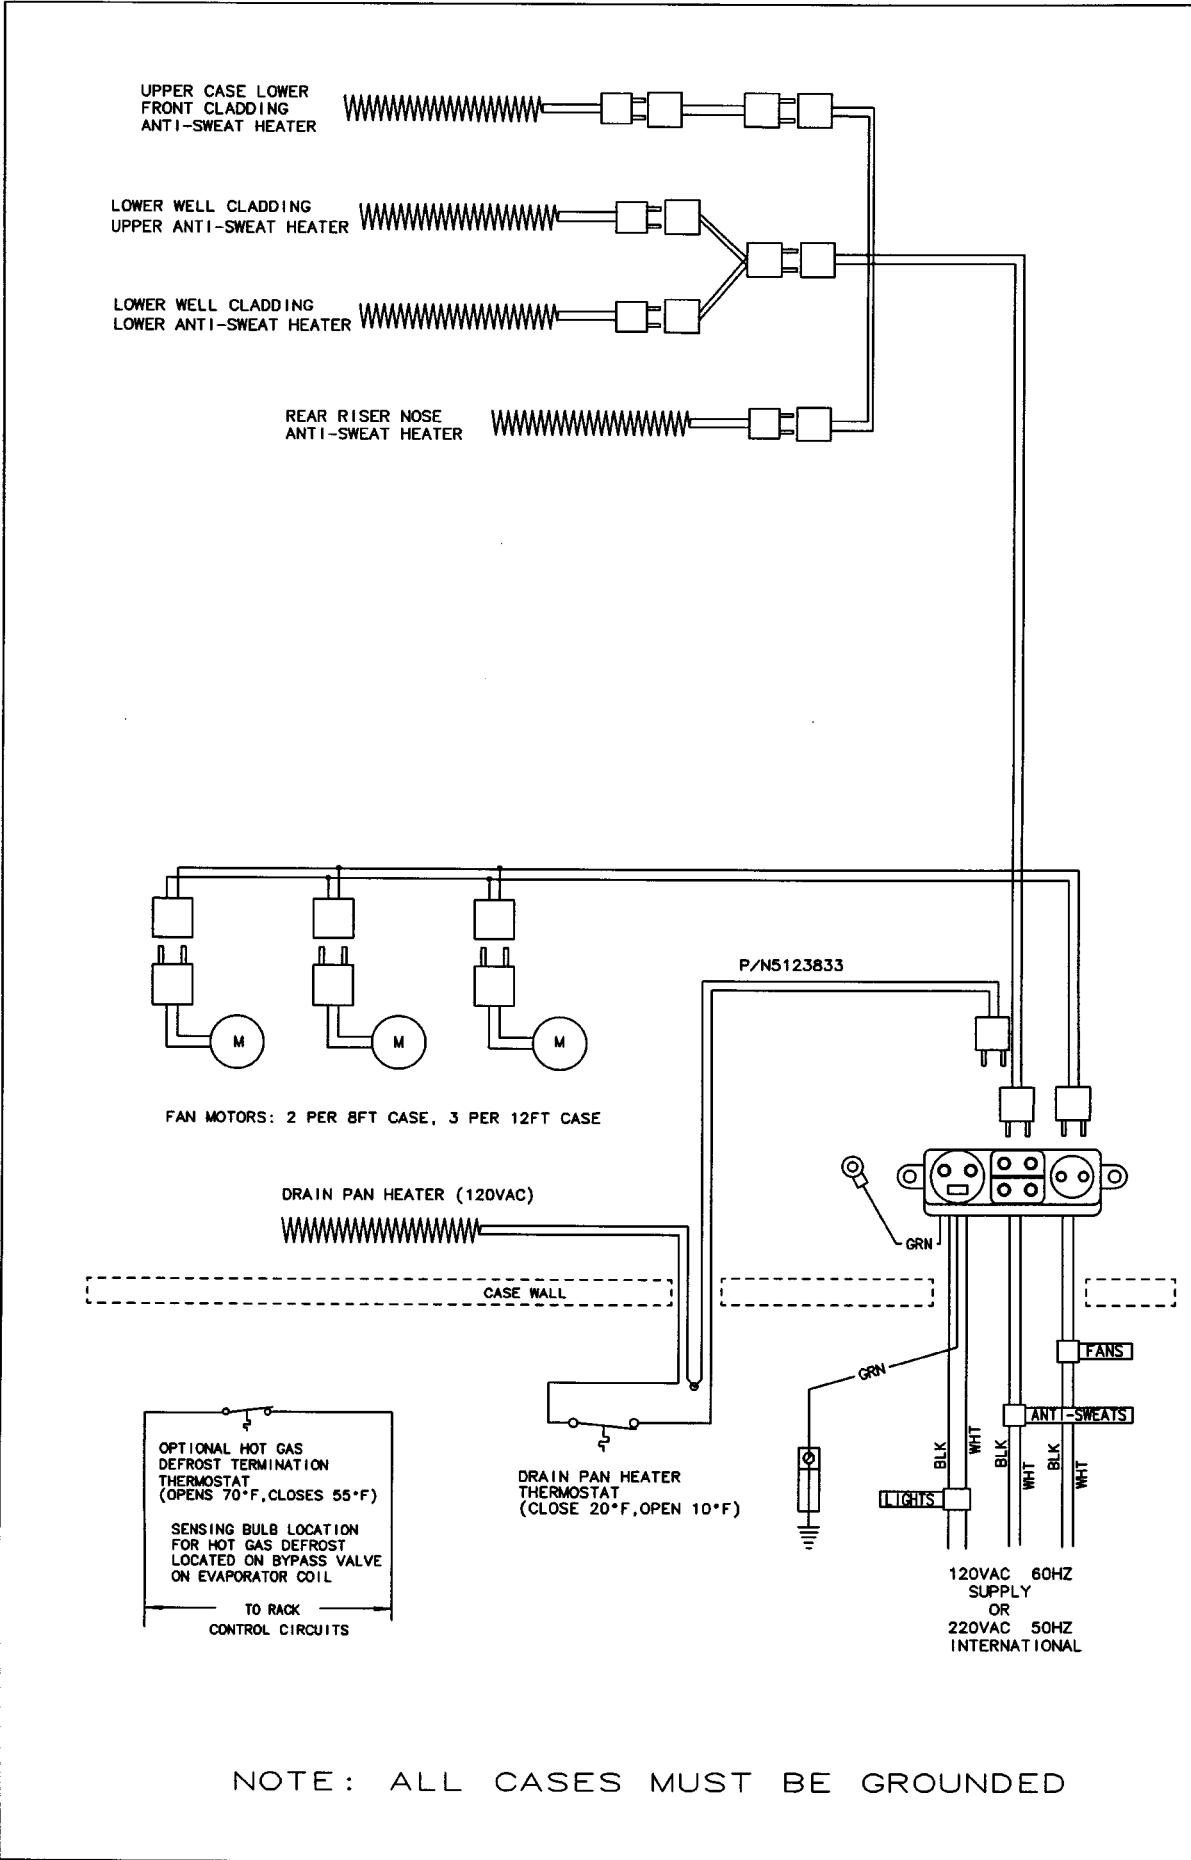 UPPER CASE LOWER
FRONT CLADDING
ANTI-SWEAT HEATER
LOWER WELL CLADDING
UPPER ANTI-SWEAT HEATER
LOWER WELL CLADDING
LOWER ANTI-SWEAT HEATER
REAR RISER NOSE
ANTI-SWEAT HEATER
P/N5123833
M
M
M
FAN MOTORS: 2 PER 8FT CASE, 3 PER 12FT CASE
DRAIN PAN HEATER (120VAC)
GRN
CASE WALL
FANS
GRN
ANTI-SWEATS
BLK
WHT
BLK
WHT
BLK
WHT
LIGHTS
OPTIONAL HOT GAS
DEFROST TERMINATION
THERMOSTAT
(OPENS 70°F,CLOSES 55°F)
SENSING BULB LOCATION
FOR HOT GAS DEFROST
LOCATED ON BYPASS VALVE
ON EVAPORATOR COIL
TO RACK
CONTROL CIRCUITS
DRAIN PAN HEATER
THERMOSTAT
(CLOSE 20°F,OPEN 10°F)
120VAC 60HZ
SUPPLY
OR
220VAC 50HZ
INTERNATIONAL
NOTE: ALL CASES MUST BE GROUNDED